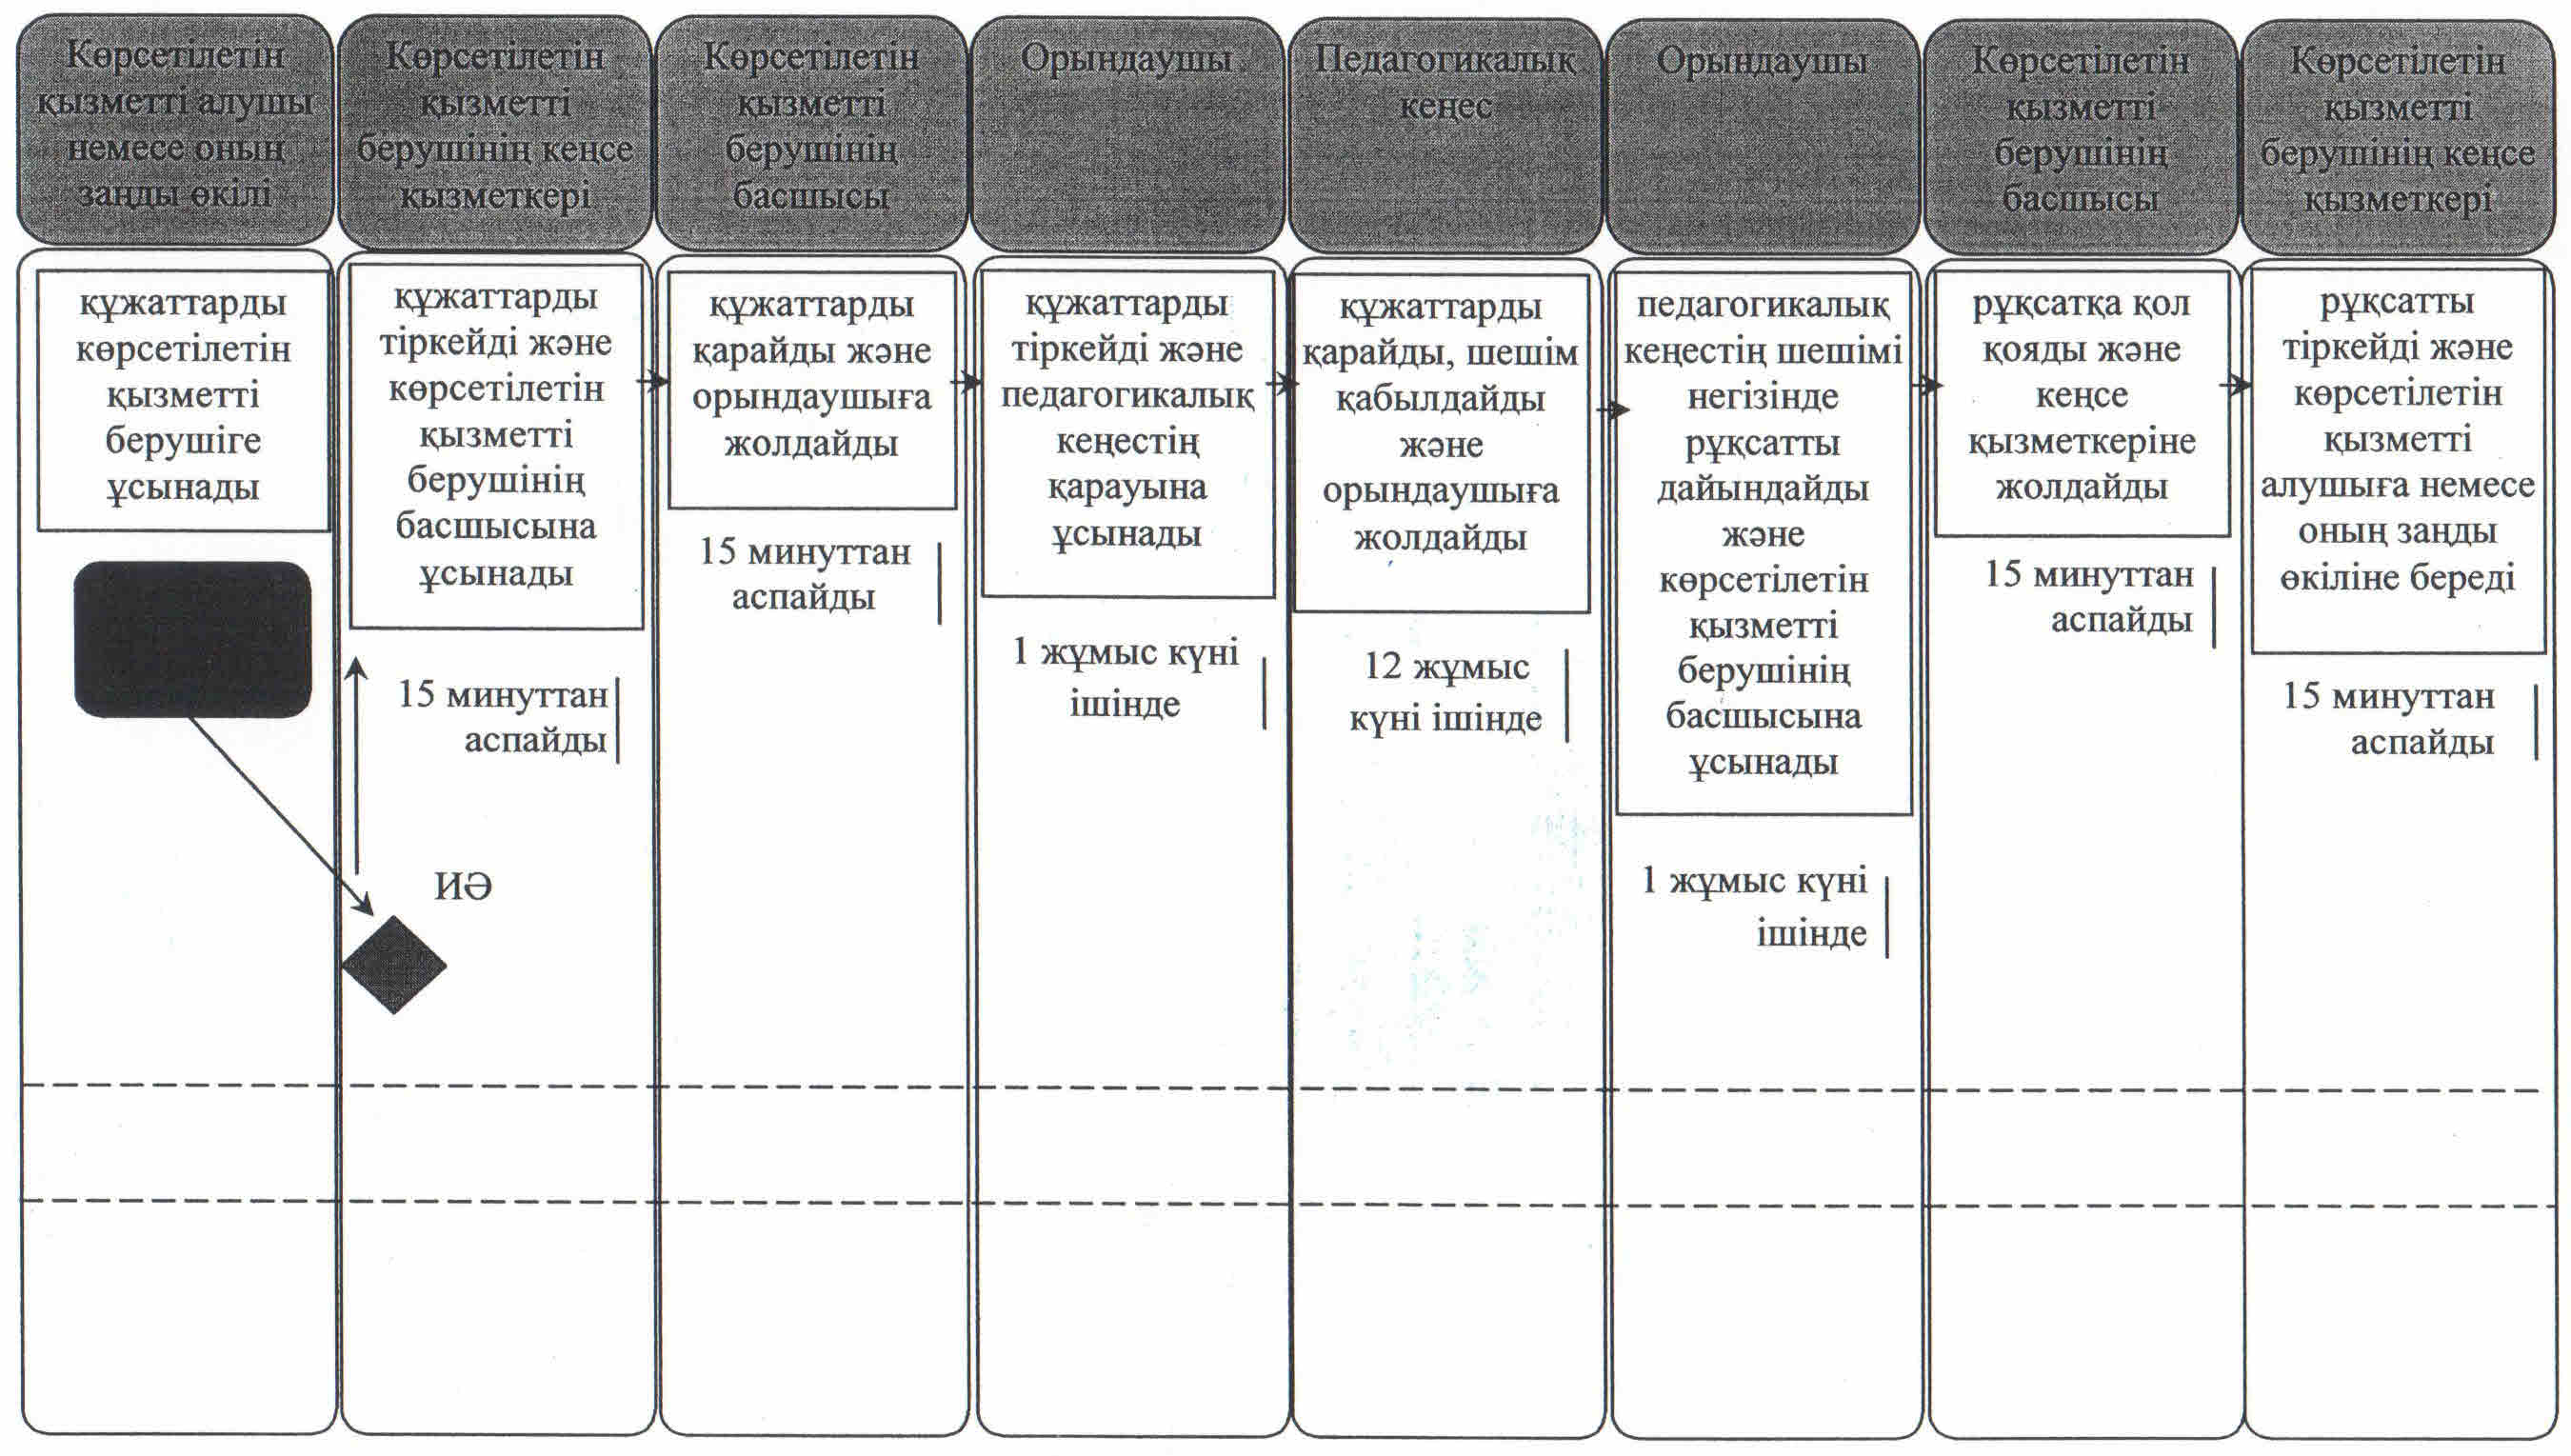 Көрсетілетін
қызметті алушы
немесе оның
заңды өкілі
Көрсетілетін
қызметті
берушінің кеңсе
қызметкері
Көрсетілетін
қызметті
берушінің
басшысы
Орындаушы
Педагогикалық
кеңес
Орындаушы
Көрсетілетін
қызметті
берушінің
басшысы
Көрсетілетін
қызметті
берушінің кеңсе
қызметкері
құжаттарды
көрсетілетін
қызметті
берушіге
ұсынады
құжаттарды
тіркейді және
көрсетілетін
қызметті
берушінің
басшысына
ұсынады
15 минуттан
аспайды
ИӘ
құжаттарды
қарайды және
орындаушыға
жолдайды
15 минуттан
аспайды
құжаттарды
тіркейді және
педагогикалық
кеңестің
қарауына
ұсынады
1 жұмыс күні
ішінде
құжаттарды
қарайды, шешім
қабылдайды
және
орындаушыға
жолдайды
12 жұмыс
күні ішінде
педагогикалық
кеңестің шешімі
негізінде
рұқсатты
дайындайды
және
көрсетілетін
қызметті
берушінің
басшысына
ұсынады
1 жұмыс күні
ішінде
рұқсатқа қол
қояды және
кеңсе
қызметкеріне
жолдайды
15 минуттан
аспайды
рұқсатты
тіркейді және
көрсетілетін
қызметті
алушыға немесе
оның заңды
өкіліне береді
15 минуттан
аспайды